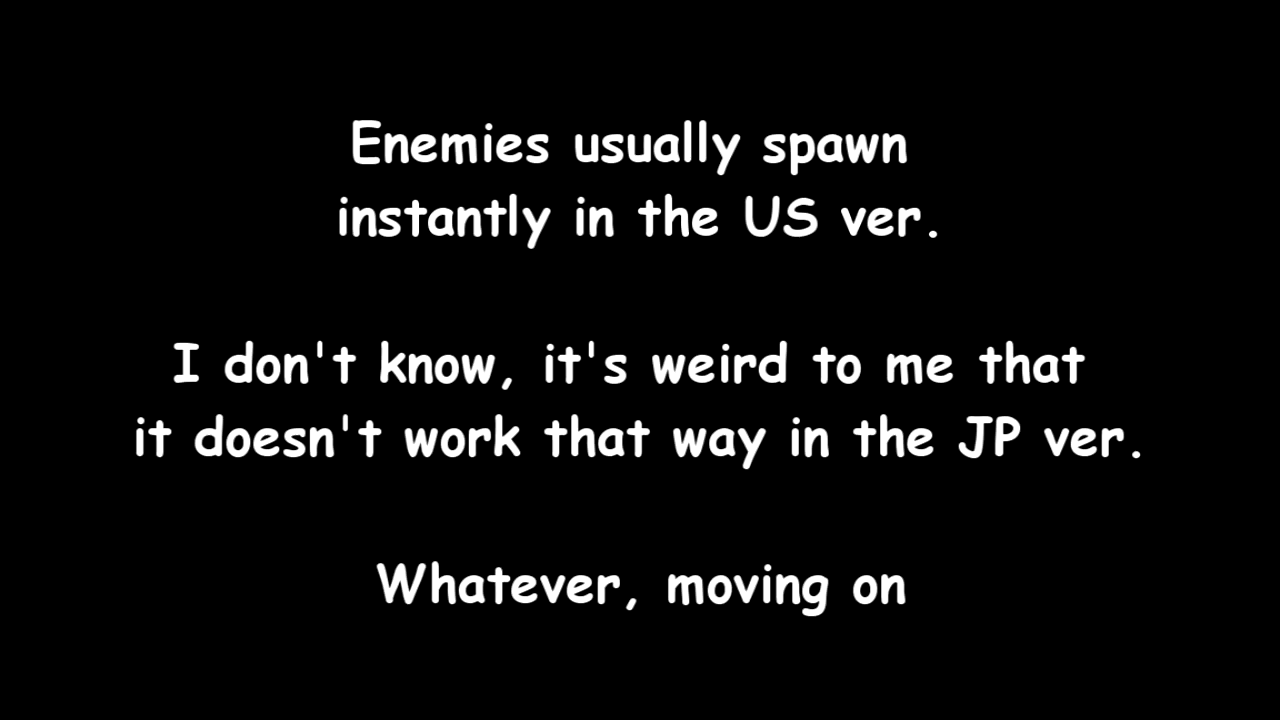 Enemies usually spawn
instantly in the US ver.
I don't know, it's weird to me that
it doesn't work that way in the JP ver.
Whatever, moving on